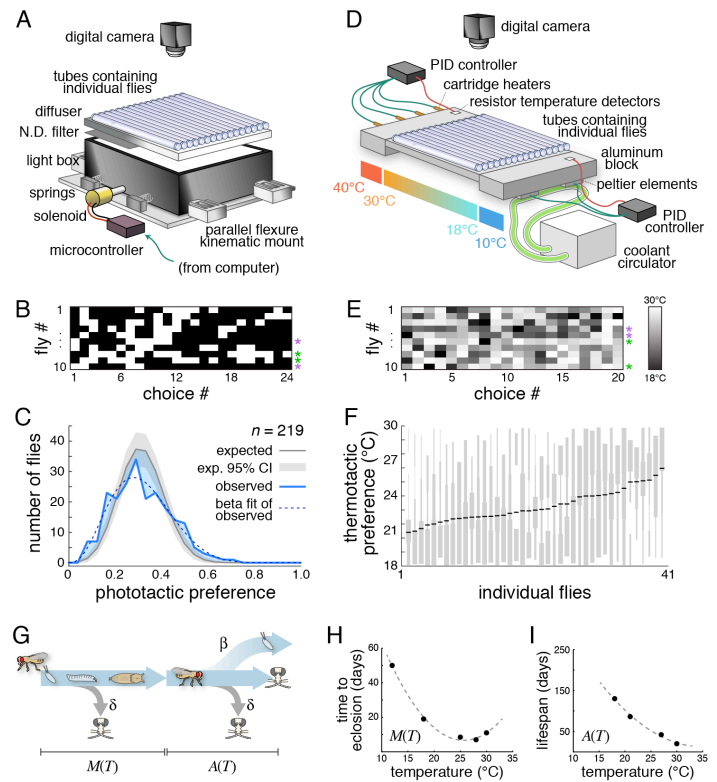 A
digital camera
tubes containing
individual flies
diffuser
N.D. filter
light box
springs
solenoid
microcontroller
parallel flexure
kinematic mount
(from computer)
D
digital camera
PID controller
cartridge heaters
resistor temperature detectors
tubes containing
individual flies
aluminum
block
peltier elements
40°C
30°C
18°C
10°C
PID
controller
coolant
circulator
B
fly #
1
:
:
10
*
*
*
*
1 6 12 18 24
choice #
E
fly #
1
:
:
10
*
*
*
*
1 5 10 15 20
choice #
30°C
18°C
C
n = 219
expected
exp. 95% CI
observed
beta fit of
observed
number of flies
40
30
20
10
0
0 0.2 0.4 0.6 0.8 1.0
phototactic preference
F
thermotactic
preference (°C)
30
27
24
21
18
1 41
individual flies
G
β
δ
δ
M(T) A(T)
H
time to
eclosion (days)
60
40
20
M(T)
10 15 20 25 30 35
temperature (°C)
I
lifespan (days)
250
150
50
A(T)
10 15 20 25 30 35
temperature (°C)